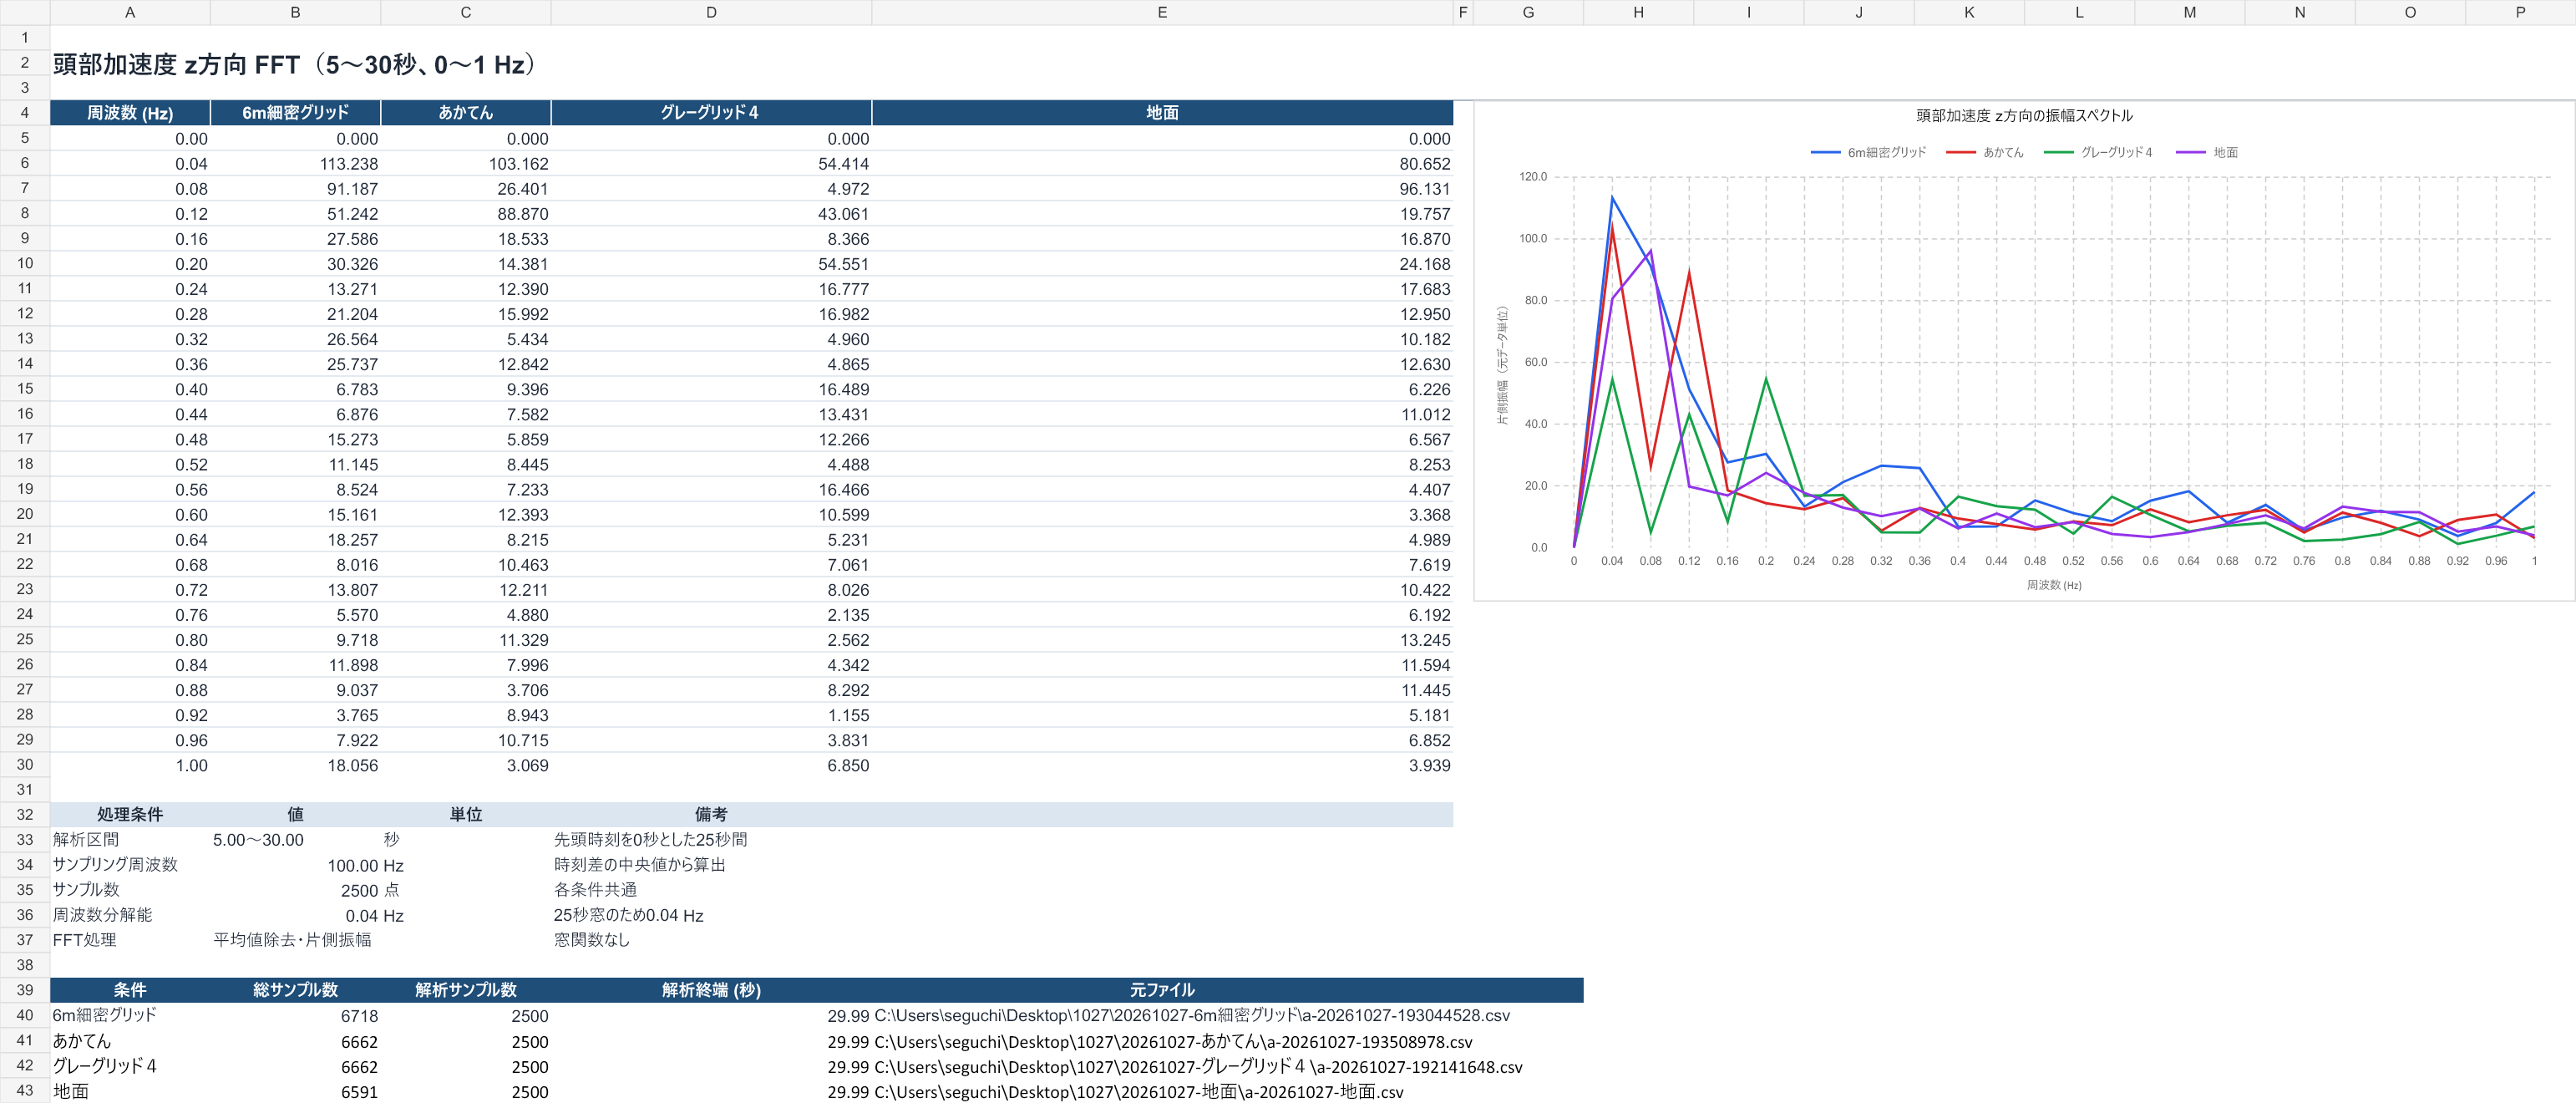 A B C D E F G H I J K L M N O P
1
2 頭部加速度 z方向 FFT（5～30秒、0～1 Hz）
3
4 周波数 (Hz) 6m細密グリッド あかてん グレーグリッド４ 地面
5 0.00 0.000 0.000 0.000 0.000
6 0.04 113.238 103.162 54.414 80.652
7 0.08 91.187 26.401 4.972 96.131
8 0.12 51.242 88.870 43.061 19.757
9 0.16 27.586 18.533 8.366 16.870
10 0.20 30.326 14.381 54.551 24.168
11 0.24 13.271 12.390 16.777 17.683
12 0.28 21.204 15.992 16.982 12.950
13 0.32 26.564 5.434 4.960 10.182
14 0.36 25.737 12.842 4.865 12.630
15 0.40 6.783 9.396 16.489 6.226
16 0.44 6.876 7.582 13.431 11.012
17 0.48 15.273 5.859 12.266 6.567
18 0.52 11.145 8.445 4.488 8.253
19 0.56 8.524 7.233 16.466 4.407
20 0.60 15.161 12.393 10.599 3.368
21 0.64 18.257 8.215 5.231 4.989
22 0.68 8.016 10.463 7.061 7.619
23 0.72 13.807 12.211 8.026 10.422
24 0.76 5.570 4.880 2.135 6.192
25 0.80 9.718 11.329 2.562 13.245
26 0.84 11.898 7.996 4.342 11.594
27 0.88 9.037 3.706 8.292 11.445
28 0.92 3.765 8.943 1.155 5.181
29 0.96 7.922 10.715 3.831 6.852
30 1.00 18.056 3.069 6.850 3.939
31
32 処理条件 値 単位 備考
33 解析区間 5.00～30.00 秒 先頭時刻を0秒とした25秒間
34 サンプリング周波数 100.00 Hz 時刻差の中央値から算出
35 サンプル数 2500 点 各条件共通
36 周波数分解能 0.04 Hz 25秒窓のため0.04 Hz
37 FFT処理 平均値除去・片側振幅 窓関数なし
38
39 条件 総サンプル数 解析サンプル数 解析終端 (秒) 元ファイル
40 6m細密グリッド 6718 2500 29.99 C:\Users\seguchi\Desktop\1027\20261027-6m細密グリッド\a-20261027-193044528.csv
41 あかてん 6662 2500 29.99 C:\Users\seguchi\Desktop\1027\20261027-あかてん\a-20261027-193508978.csv
42 グレーグリッド４ 6662 2500 29.99 C:\Users\seguchi\Desktop\1027\20261027-グレーグリッド４\a-20261027-192141648.csv
43 地面 6591 2500 29.99 C:\Users\seguchi\Desktop\1027\20261027-地面\a-20261027-地面.csv
頭部加速度 z方向の振幅スペクトル
6m細密グリッド あかてん グレーグリッド４ 地面
片側振幅（元データ単位）
120.0
100.0
80.0
60.0
40.0
20.0
0.0
0 0.04 0.08 0.12 0.16 0.2 0.24 0.28 0.32 0.36 0.4 0.44 0.48 0.52 0.56 0.6 0.64 0.68 0.72 0.76 0.8 0.84 0.88 0.92 0.96 1
周波数 (Hz)